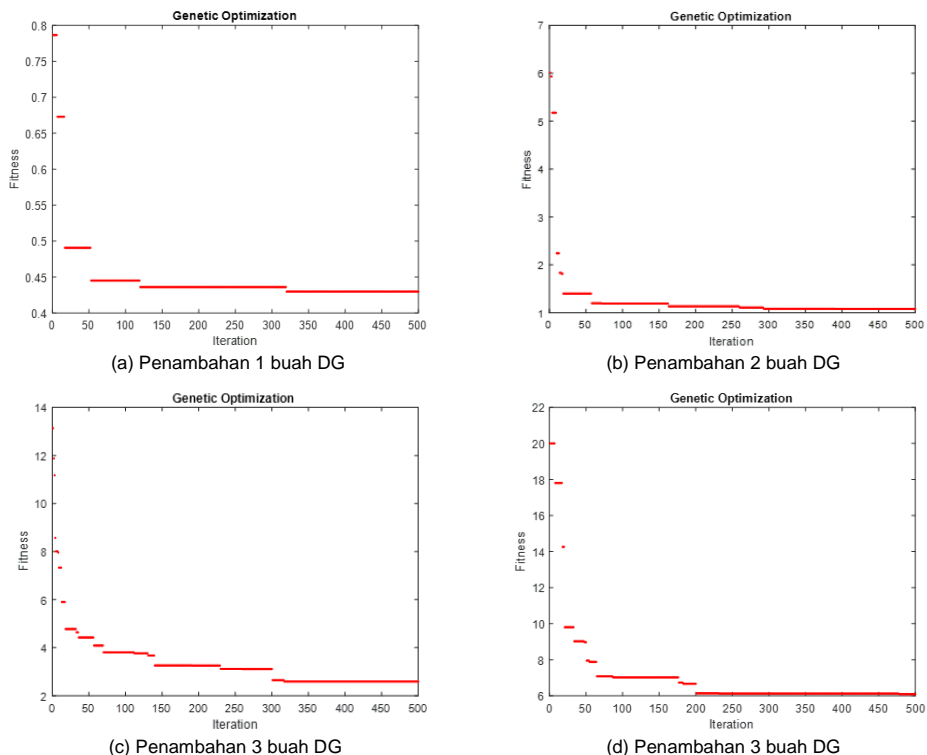 Genetic Optimization
0.8
0.75
0.7
0.65
0.6
0.55
0.5
0.45
0.4
Fitness
0 50 100 150 200 250 300 350 400 450 500
Iteration
(a) Penambahan 1 buah DG
Genetic Optimization
7
6
5
4
3
2
1
Fitness
0 50 100 150 200 250 300 350 400 450 500
Iteration
(b) Penambahan 2 buah DG
Genetic Optimization
14
12
10
8
6
4
2
Fitness
0 50 100 150 200 250 300 350 400 450 500
Iteration
(c) Penambahan 3 buah DG
Genetic Optimization
22
20
18
16
14
12
10
8
6
Fitness
0 50 100 150 200 250 300 350 400 450 500
Iteration
(d) Penambahan 3 buah DG